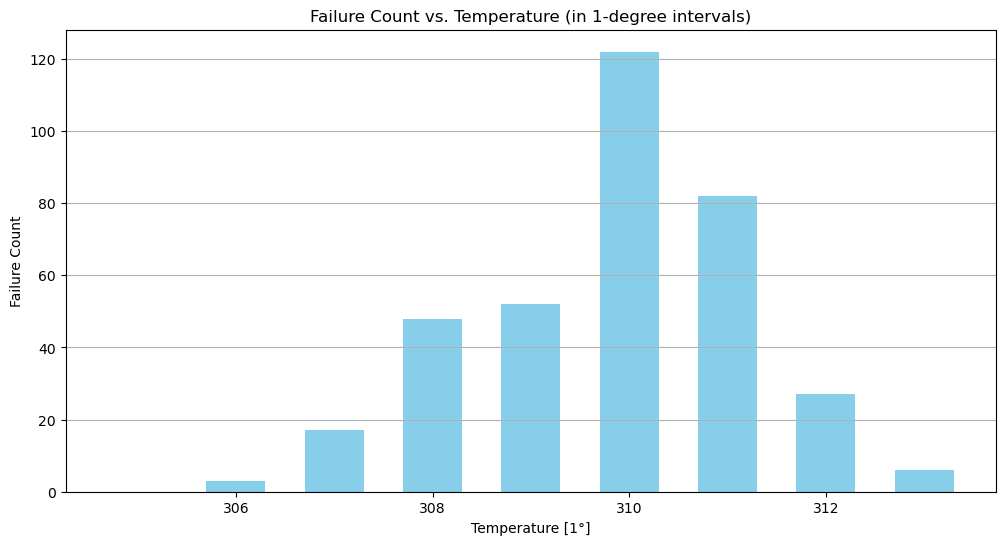 Failure Count vs. Temperature (in 1-degree intervals)
120
100
80
60
40
20
0
Failure Count
306 308 310 312
Temperature [1°]